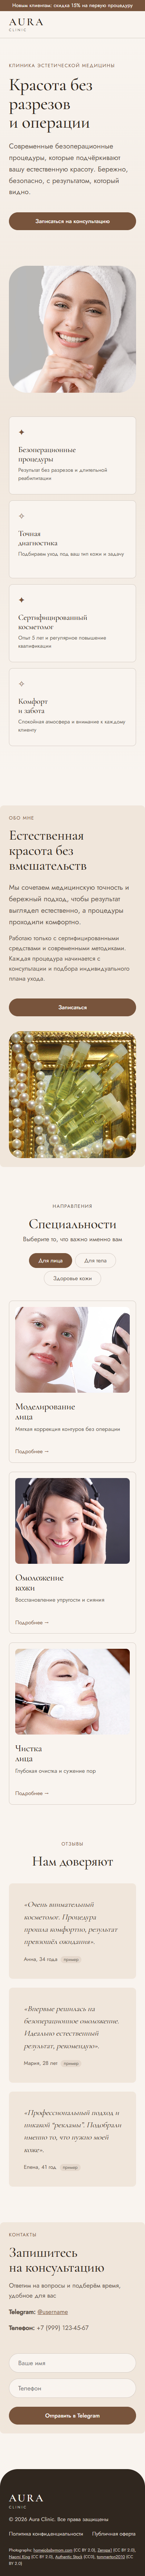 Новым клиентам: скидка 15% на первую процедуру
AURA
CLINIC
КЛИНИКА ЭСТЕТИЧЕСКОЙ МЕДИЦИНЫ
Красота без
разрезов
и операции
Современные безоперационные
процедуры, которые подчёркивают
вашу естественную красоту. Бережно,
безопасно, с результатом, который
видно.
Записаться на консультацию
Безоперационные
процедуры
Результат без разрезов и длительной
реабилитации
Точная
диагностика
Подбираем уход под ваш тип кожи и задачу
Сертифицированный
косметолог
Опыт 5 лет и регулярное повышение
квалификации
Комфорт
и забота
Спокойная атмосфера и внимание к каждому
клиенту
ОБО МНЕ
Естественная
красота без
вмешательств
Мы сочетаем медицинскую точность и
бережный подход, чтобы результат
выглядел естественно, а процедуры
проходили комфортно.
Работаю только с сертифицированными
средствами и современными методиками.
Каждая процедура начинается с
консультации и подбора индивидуального
плана ухода.
Записаться
НАПРАВЛЕНИЯ
Специальности
Выберите то, что важно именно вам
Для лица
Для тела
Здоровье кожи
Моделирование
лица
Мягкая коррекция контуров без операции
Подробнее →
Омоложение
кожи
Восстановление упругости и сияния
Подробнее →
Чистка
лица
Глубокая очистка и сужение пор
Подробнее →
ОТЗЫВЫ
Нам доверяют
«Очень внимательный
косметолог. Процедура
прошла комфортно, результат
превзошёл ожидания».
Анна, 34 года пример
«Впервые решилась на
безоперационное омоложение.
Идеально естественный
результат, рекомендую».
Мария, 28 лет пример
«Профессиональный подход и
никакой "рекламы". Подобрали
именно то, что нужно моей
коже».
Елена, 41 год пример
КОНТАКТЫ
Запишитесь
на консультацию
Ответим на вопросы и подберём время,
удобное для вас
Telegram: @username
Телефон: +7 (999) 123-45-67
Ваше имя
Телефон
Отправить в Telegram
AURA
CLINIC
© 2026 Aura Clinic. Все права защищены
Политика конфиденциальности Публичная оферта